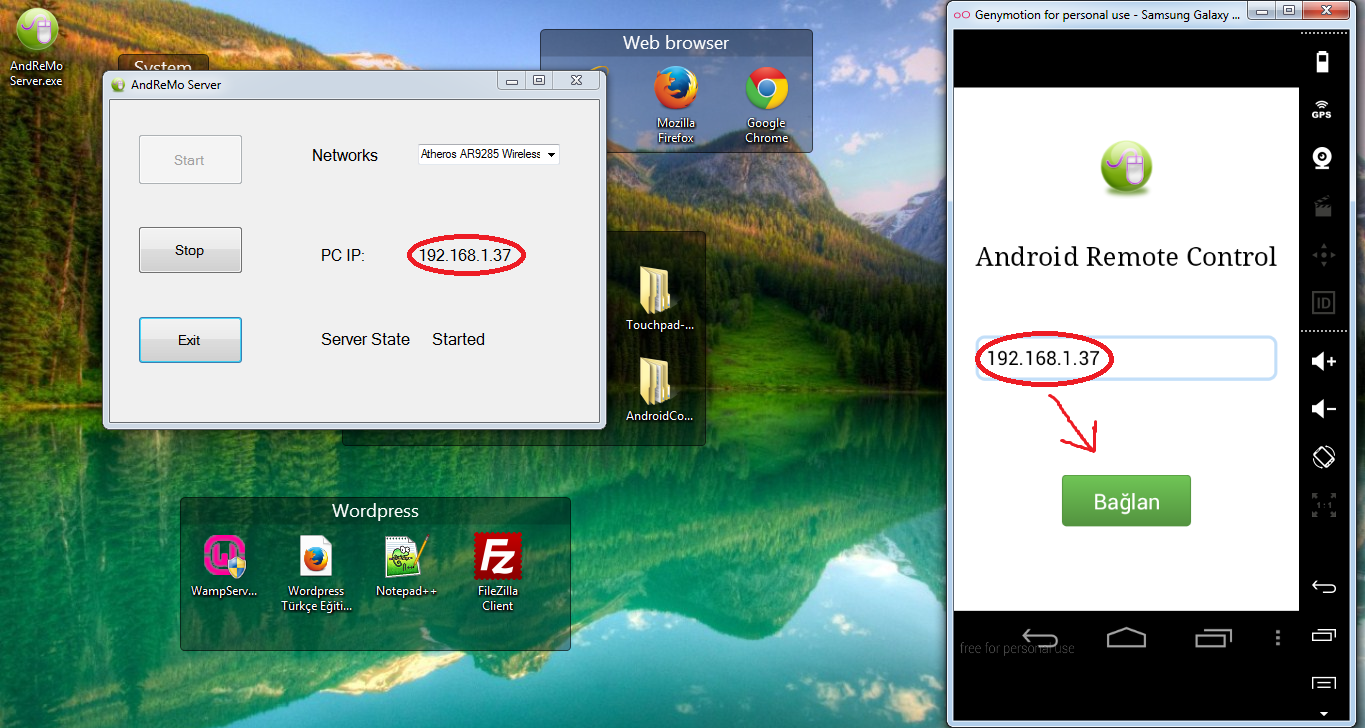 AndReMo
Server.exe
System
AndReMo Server
Start
Networks
Atheros AR9285 Wireless
Stop
PC IP:
192.168.1.37
Exit
Server State
Started
Web browser
Mozilla
Firefox
Google
Chrome
Touchpad-...
AndroidCo...
Wordpress
WampServ...
Wordpress
Türkçe Eğiti...
Notepad++
Fz
FileZilla
Client
Genymotion for personal use - Samsung Galaxy ...
GPS
Android Remote Control
ID
192.168.1.37
Bağlan
1:1
free for personal use